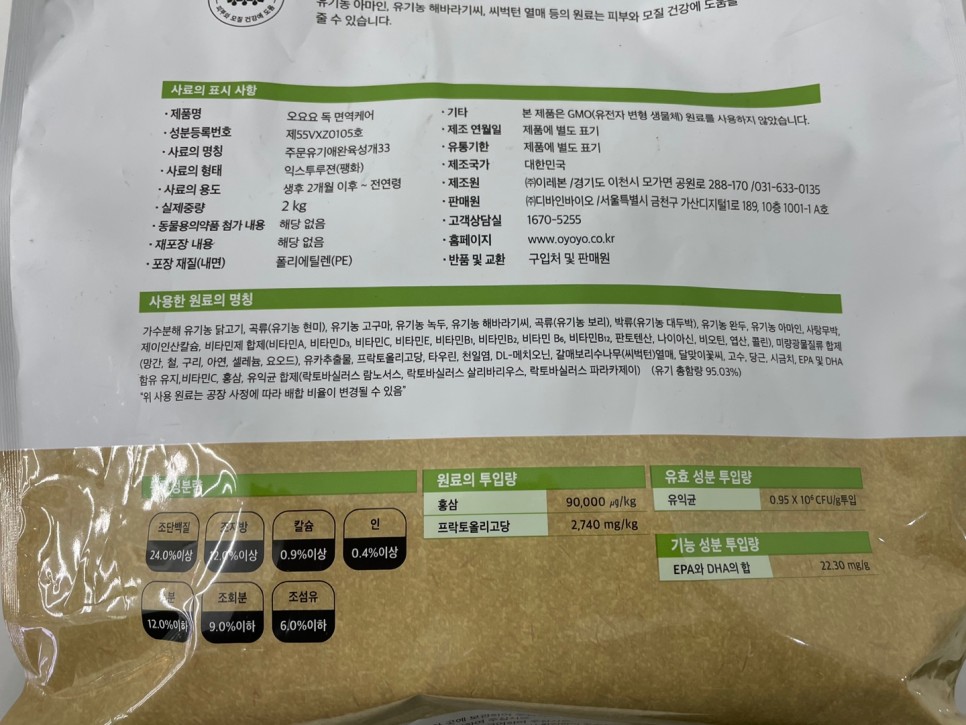 피부와 모질 건강에 도움
유기농 아마인, 유기농 해바라기씨, 씨벅턴 열매 등의 원료는 피부와 모질 건강에 도움을
줄 수 있습니다.
사료의 표시 사항
· 제품명 오요요 독 면역케어
· 성분등록번호 제55VXZ0105호
· 사료의 명칭 주문유기애완육성개33
· 사료의 형태 익스트루젼(팽화)
· 사료의 용도 생후 2개월 이후 ~ 전연령
· 실제중량 2 kg
· 동물용의약품 첨가 내용 해당 없음
· 재포장 내용 해당 없음
· 포장 재질(내면) 폴리에틸렌(PE)
· 기타 본 제품은 GMO(유전자 변형 생물체) 원료를 사용하지 않았습니다.
· 제조 연월일 제품에 별도 표기
· 유통기한 제품에 별도 표기
· 제조국가 대한민국
· 제조원 ㈜이레본 /경기도 이천시 모가면 공원로 288-170 /031-633-0135
· 판매원 ㈜디바인바이오 /서울특별시 금천구 가산디지털1로 189, 10층 1001-1 A호
· 고객상담실 1670-5255
· 홈페이지 www.oyoyo.co.kr
· 반품 및 교환 구입처 및 판매원
사용한 원료의 명칭
가수분해 유기농 닭고기, 곡류(유기농 현미), 유기농 고구마, 유기농 녹두, 유기농 해바라기씨, 곡류(유기농 보리), 박류(유기농 대두박), 유기농 완두, 유기농 아마인, 사탕무박,
제이인산칼슘, 비타민제 합제(비타민A, 비타민D₃, 비타민C, 비타민E, 비타민B₁, 비타민B₂, 비타민 B₆, 비타민B₁₂, 판토텐산, 나이아신, 비오틴, 엽산, 콜린), 미량광물질류 합제
(망간, 철, 구리, 아연, 셀레늄, 요오드), 유카추출물, 프락토올리고당, 타우린, 천일염, DL-메치오닌, 갈매보리수나무(씨벅턴)열매, 달맞이꽃씨, 고수, 당근, 시금치, EPA 및 DHA
함유 유지,비타민C, 홍삼, 유익균 합제(락토바실러스 람노서스, 락토바실러스 살리바리우스, 락토바실러스 파라카제이) (유기 총함량 95.03%)
"위 사용 원료는 공장 사정에 따라 배합 비율이 변경될 수 있음"
성분량
조단백질 조지방 칼슘 인
24.0%이상 12.0%이상 0.9%이상 0.4%이상
분 조회분 조섬유
12.0%이하 9.0%이하 6.0%이하
원료의 투입량
홍삼 90,000 μg/kg
프락토올리고당 2,740 mg/kg
유효 성분 투입량
유익균 0.95 X 10⁶ CFU/g투입
기능 성분 투입량
EPA와 DHA의 합 22.30 mg/g